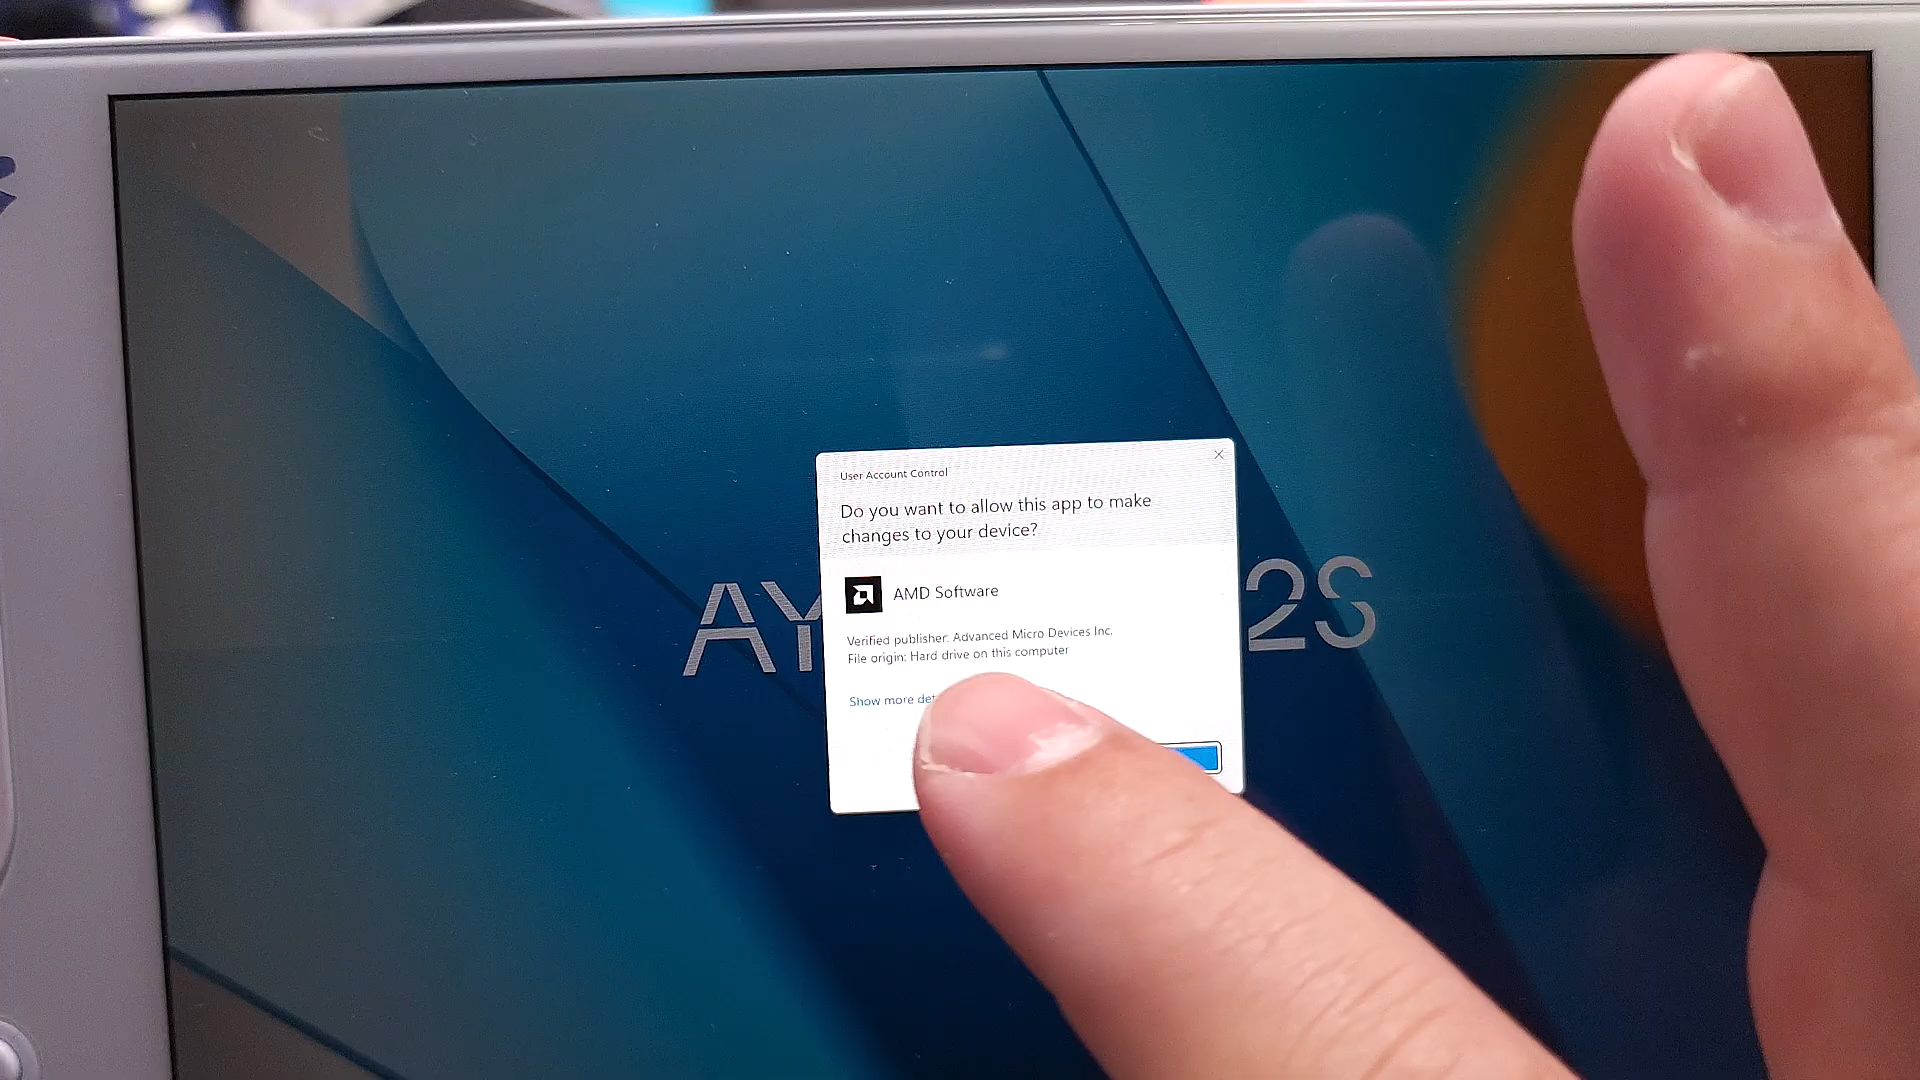 User Account Control
Do you want to allow this app to make
changes to your device?
AMD Software
Verified publisher: Advanced Micro Devices Inc.
File origin: Hard drive on this computer
Show more
AY
2S